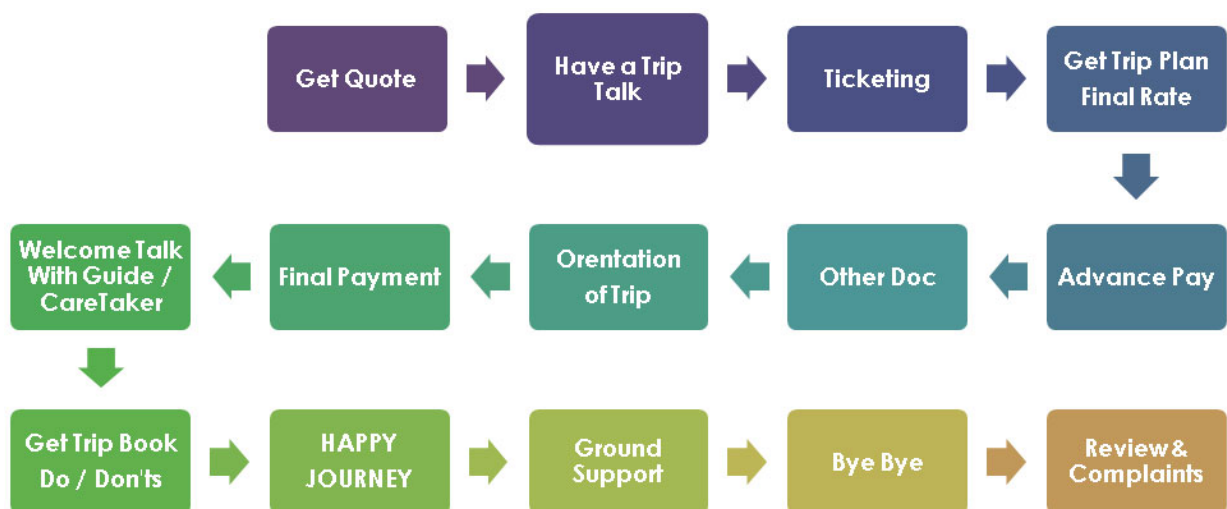 Get Quote
Have a Trip
Talk
Ticketing
Get Trip Plan
Final Rate
Advance Pay
Other Doc
Orentation
of Trip
Final Payment
Welcome Talk
With Guide /
CareTaker
Get Trip Book
Do / Don'ts
HAPPY
JOURNEY
Ground
Support
Bye Bye
Review &
Complaints